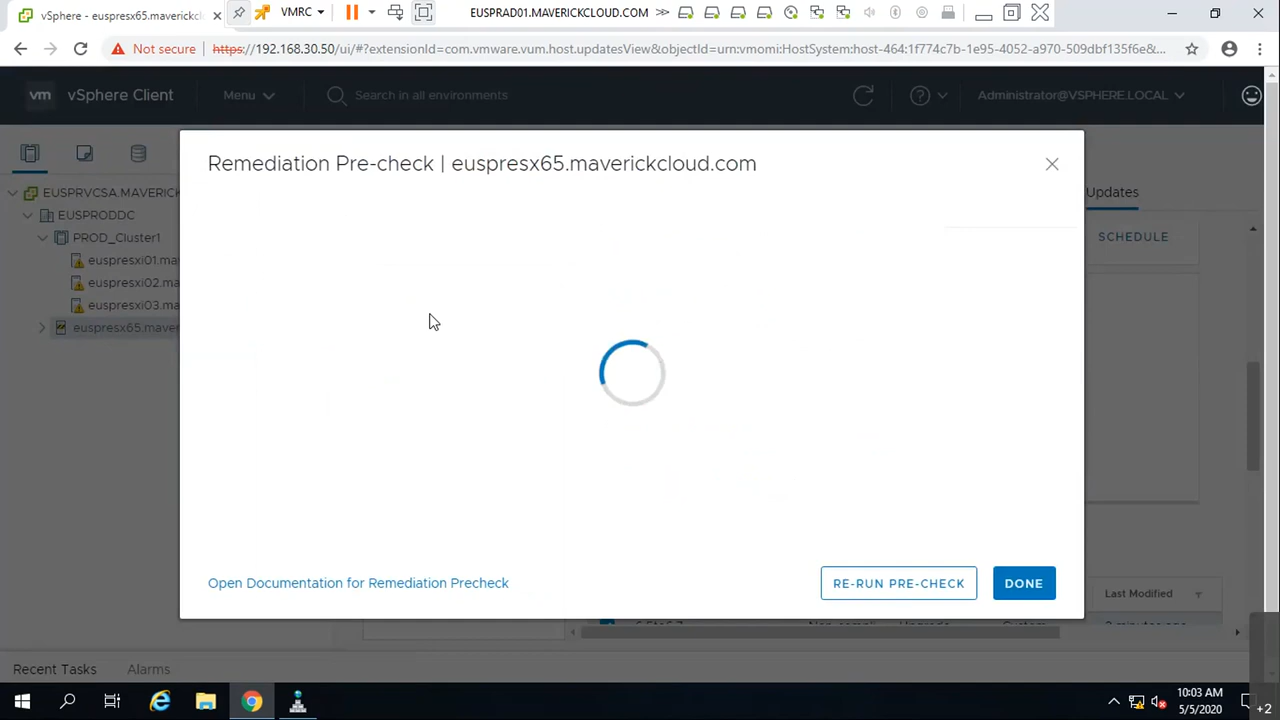 vSphere - euspresx65.maverickcl...
VMRC
EUSPRAD01.MAVERICKCLOUD.COM
Not secure
https://192.168.30.50/ui/#?extensionId=com.vmware.vum.host.updatesView&objectId=urn:vmomi:HostSystem:host-464:1f774c7b-1e95-4052-a970-509dbf135f6e&...
vm
vSphere Client
Menu
Search in all environments
Administrator@VSPHERE.LOCAL
Remediation Pre-check | euspresx65.maverickcloud.com
Updates
EUSPRVCSA.MAVERICK
EUSPRODDC
PROD_Cluster1
SCHEDULE
euspresxi01.ma
euspresxi02.ma
euspresxi03.ma
euspresx65.maver
Open Documentation for Remediation Precheck
RE-RUN PRE-CHECK
DONE
Last Modified
Recent Tasks
Alarms
10:03 AM
5/5/2020
+2